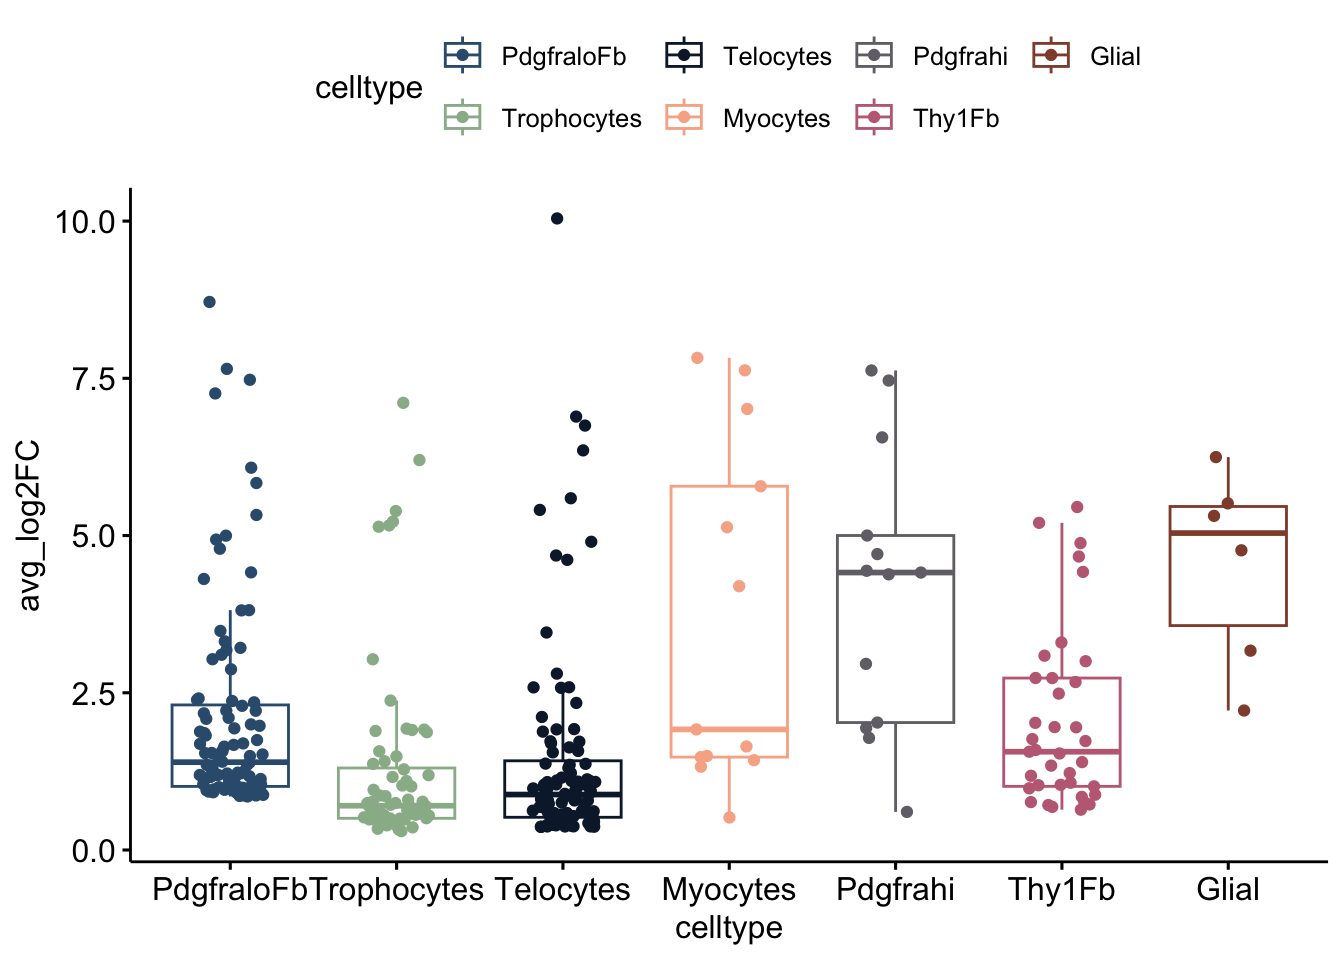 celltype
PdgfraloFb Telocytes Pdgfrahi Glial
Trophocytes Myocytes Thy1Fb
avg_log2FC
10.0
7.5
5.0
2.5
0.0
PdgfraloFb Trophocytes Telocytes Myocytes Pdgfrahi Thy1Fb Glial
celltype